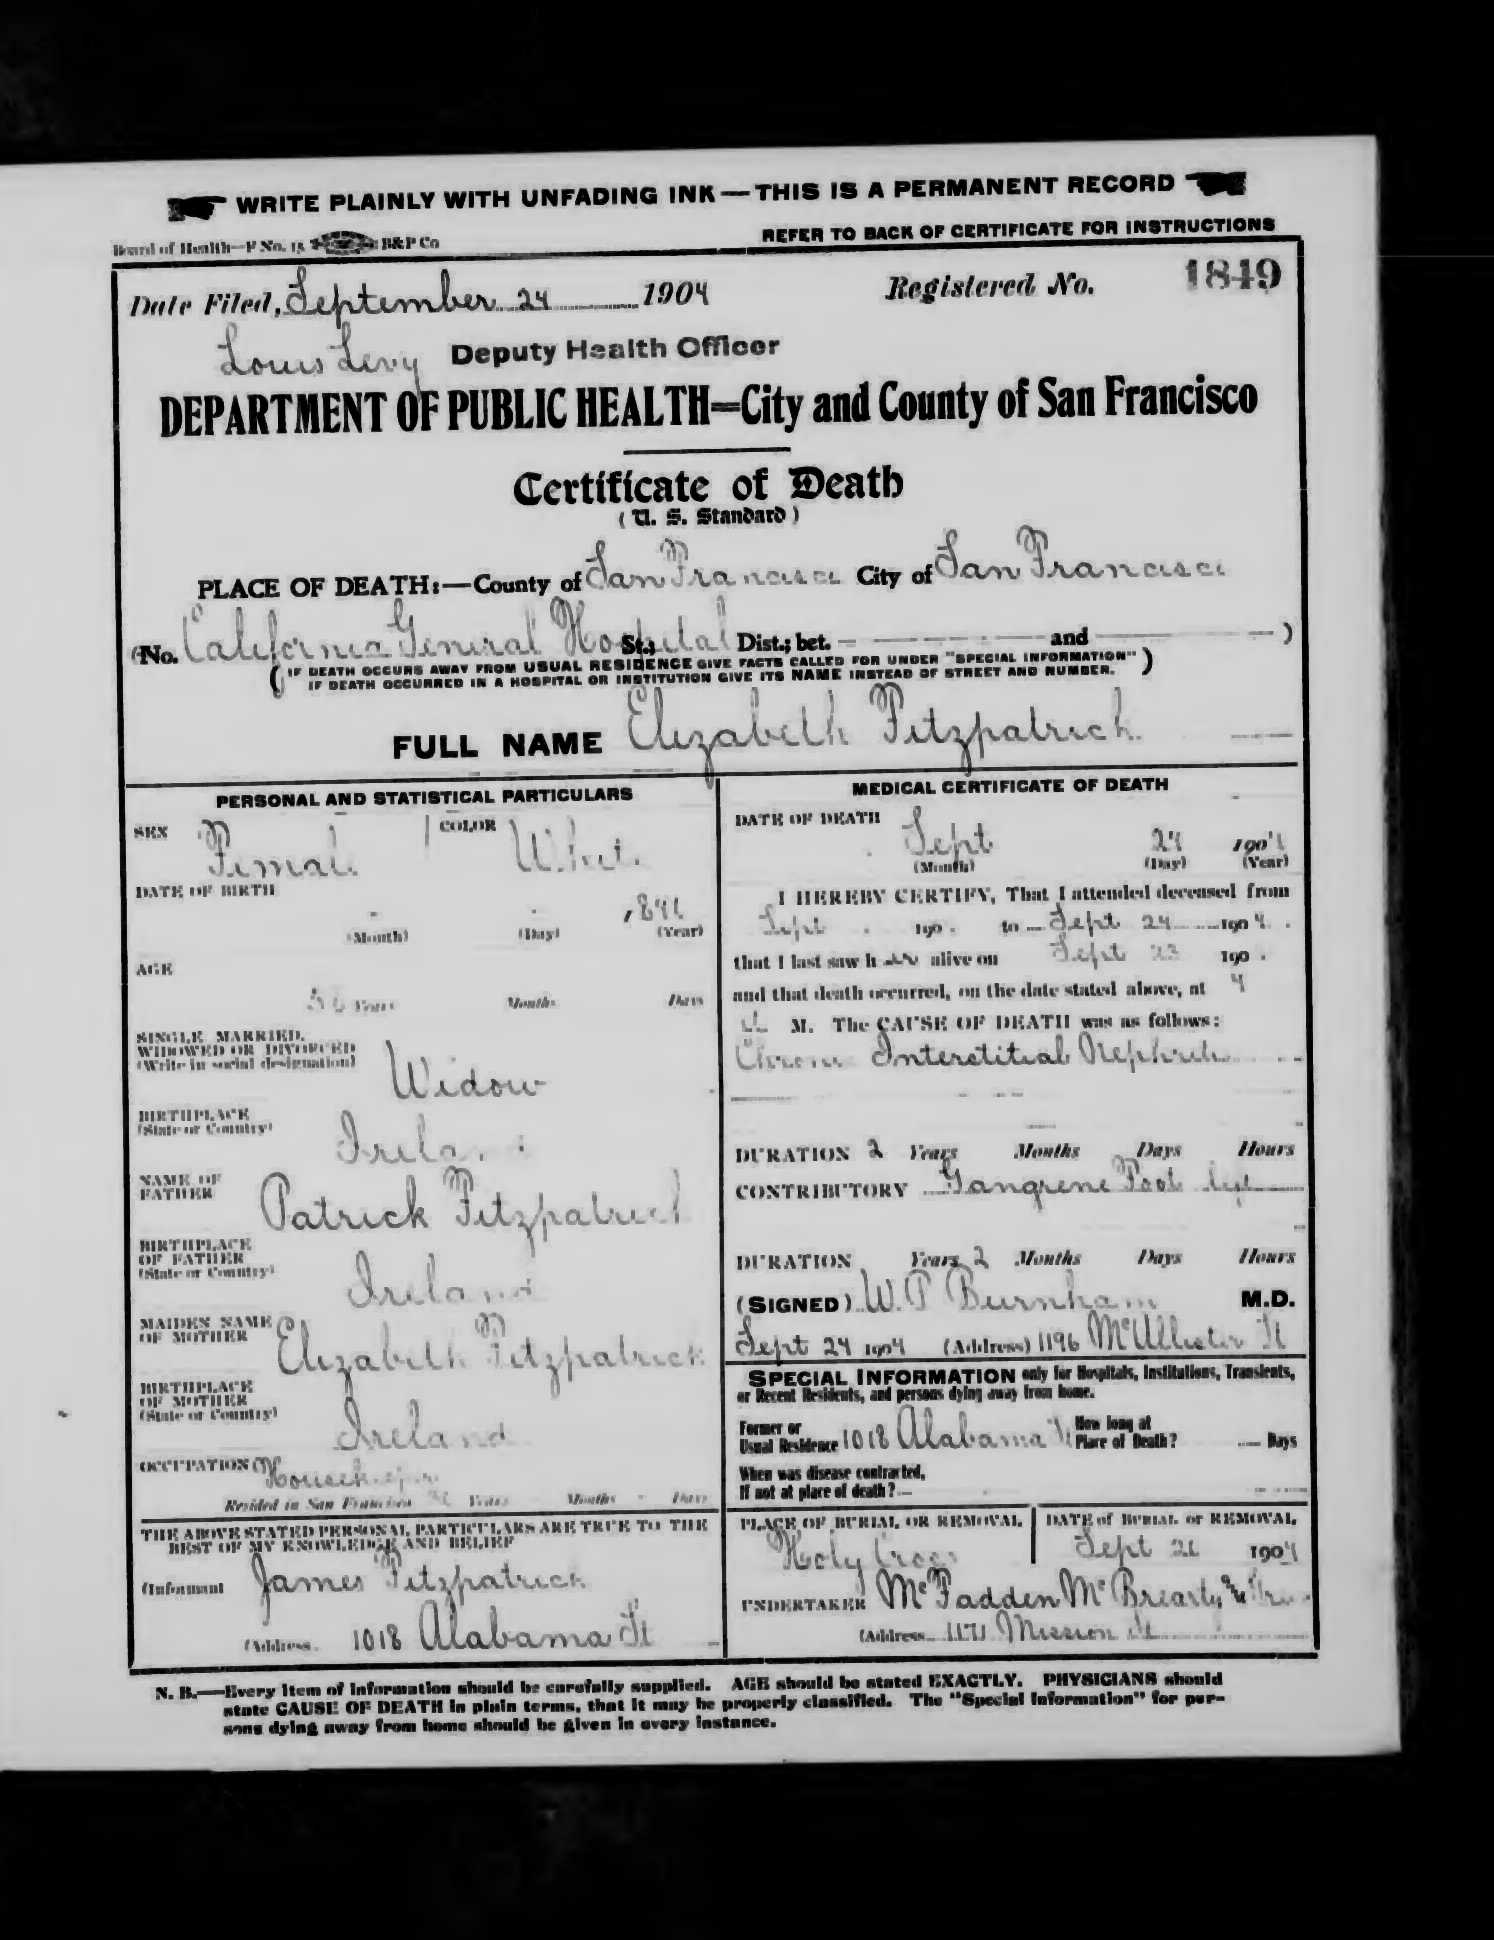 WRITE PLAINLY WITH UNFADING INK — THIS IS A PERMANENT RECORD
Board of Health—F No. 15 B&P Co
REFER TO BACK OF CERTIFICATE FOR INSTRUCTIONS
Date Filed, September 24 1904 Registered No. 1849
Louis Levy Deputy Health Officer
DEPARTMENT OF PUBLIC HEALTH=City and County of San Francisco
Certificate of Death
(U. S. Standard)
PLACE OF DEATH:—County of San Francisco City of San Francisco
(No. California General Hospital St.; Dist.; bet. and )
(IF DEATH OCCURS AWAY FROM USUAL RESIDENCE GIVE FACTS CALLED FOR UNDER "SPECIAL INFORMATION"
IF DEATH OCCURRED IN A HOSPITAL OR INSTITUTION GIVE ITS NAME INSTEAD OF STREET AND NUMBER.)
FULL NAME Elizabeth Fitzpatrick
PERSONAL AND STATISTICAL PARTICULARS
SEX Female COLOR White
DATE OF BIRTH
(Month) (Day) (Year)
AGE
Years Months Days
SINGLE, MARRIED,
WIDOWED OR DIVORCED
(Write in social designation) Widow
BIRTHPLACE
(State or Country) Ireland
NAME OF
FATHER Patrick Fitzpatrick
BIRTHPLACE
OF FATHER
(State or Country) Ireland
MAIDEN NAME
OF MOTHER Elizabeth Fitzpatrick
BIRTHPLACE
OF MOTHER
(State or Country) Ireland
OCCUPATION Housekeeper
Resided in San Francisco Years Months Days
THE ABOVE STATED PERSONAL PARTICULARS ARE TRUE TO THE
BEST OF MY KNOWLEDGE AND BELIEF
(Informant James Fitzpatrick
(Address 1018 Alabama St
MEDICAL CERTIFICATE OF DEATH
DATE OF DEATH
Sept 24 1904
(Month) (Day) (Year)
I HEREBY CERTIFY, That I attended deceased from
Sept 190 to Sept 24 1904
that I last saw her alive on Sept 23 190
and that death occurred, on the date stated above, at 4
M. The CAUSE OF DEATH was as follows:
Chronic Interstitial Nephritis
DURATION 2 Years Months Days Hours
CONTRIBUTORY Gangrene Foot left
DURATION Years 2 Months Days Hours
(SIGNED) W. P Burnham M.D.
Sept 24 1904 (Address) 1196 McAllister St
SPECIAL INFORMATION only for Hospitals, Institutions, Transients,
or Recent Residents, and persons dying away from home.
Former or
Usual Residence 1018 Alabama St
How long at
Place of Death? Days
When was disease contracted,
If not at place of death?
PLACE OF BURIAL OR REMOVAL DATE of BURIAL or REMOVAL
Holy Cross Sept 26 1904
UNDERTAKER McFadden McBrearty &
(Address 1171 Mission St
N. B.—Every item of information should be carefully supplied. AGE should be stated EXACTLY. PHYSICIANS should
state CAUSE OF DEATH in plain terms, that it may be properly classified. The "Special Information" for per-
sons dying away from home should be given in every instance.